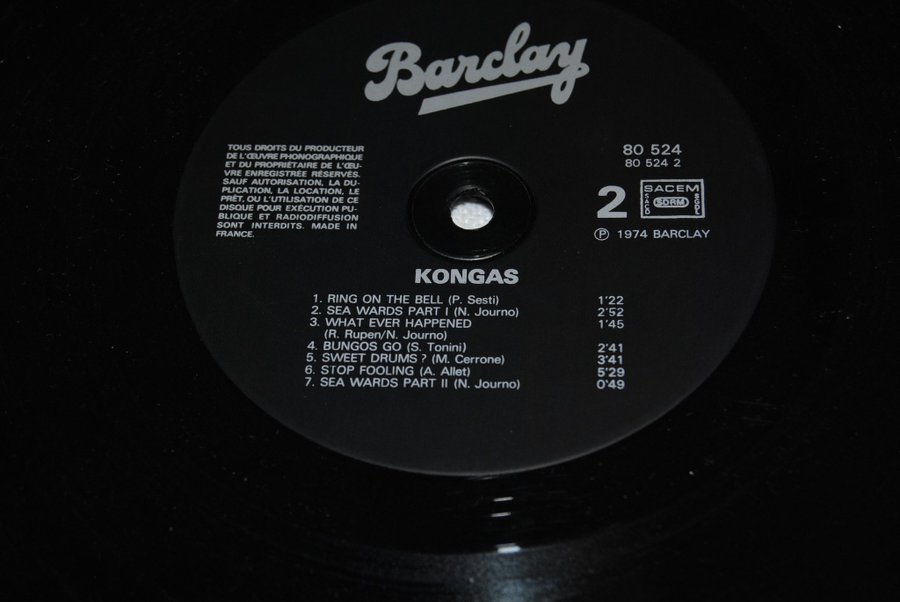 Barclay
TOUS DROITS DU PRODUCTEUR
DE L'ŒUVRE PHONOGRAPHIQUE
ET DU PROPRIÉTAIRE DE L'ŒU-
VRE ENREGISTRÉE RÉSERVÉS.
SAUF AUTORISATION, LA DU-
PLICATION, LA LOCATION, LE
PRÊT, OU L'UTILISATION DE CE
DISQUE POUR EXÉCUTION PU-
BLIQUE ET RADIODIFFUSION
SONT INTERDITS. MADE IN
FRANCE.
80 524
80 524 2
2
SACEM
SACD SDRM SGDL
Ⓟ 1974 BARCLAY
KONGAS
1. RING ON THE BELL (P. Sesti) 1'22
2. SEA WARDS PART I (N. Journo) 2'52
3. WHAT EVER HAPPENED 1'45
(R. Rupen/N. Journo)
4. BUNGOS GO (S. Tonini) 2'41
5. SWEET DRUMS ? (M. Cerrone) 3'41
6. STOP FOOLING (A. Allet) 5'29
7. SEA WARDS PART II (N. Journo) 0'49